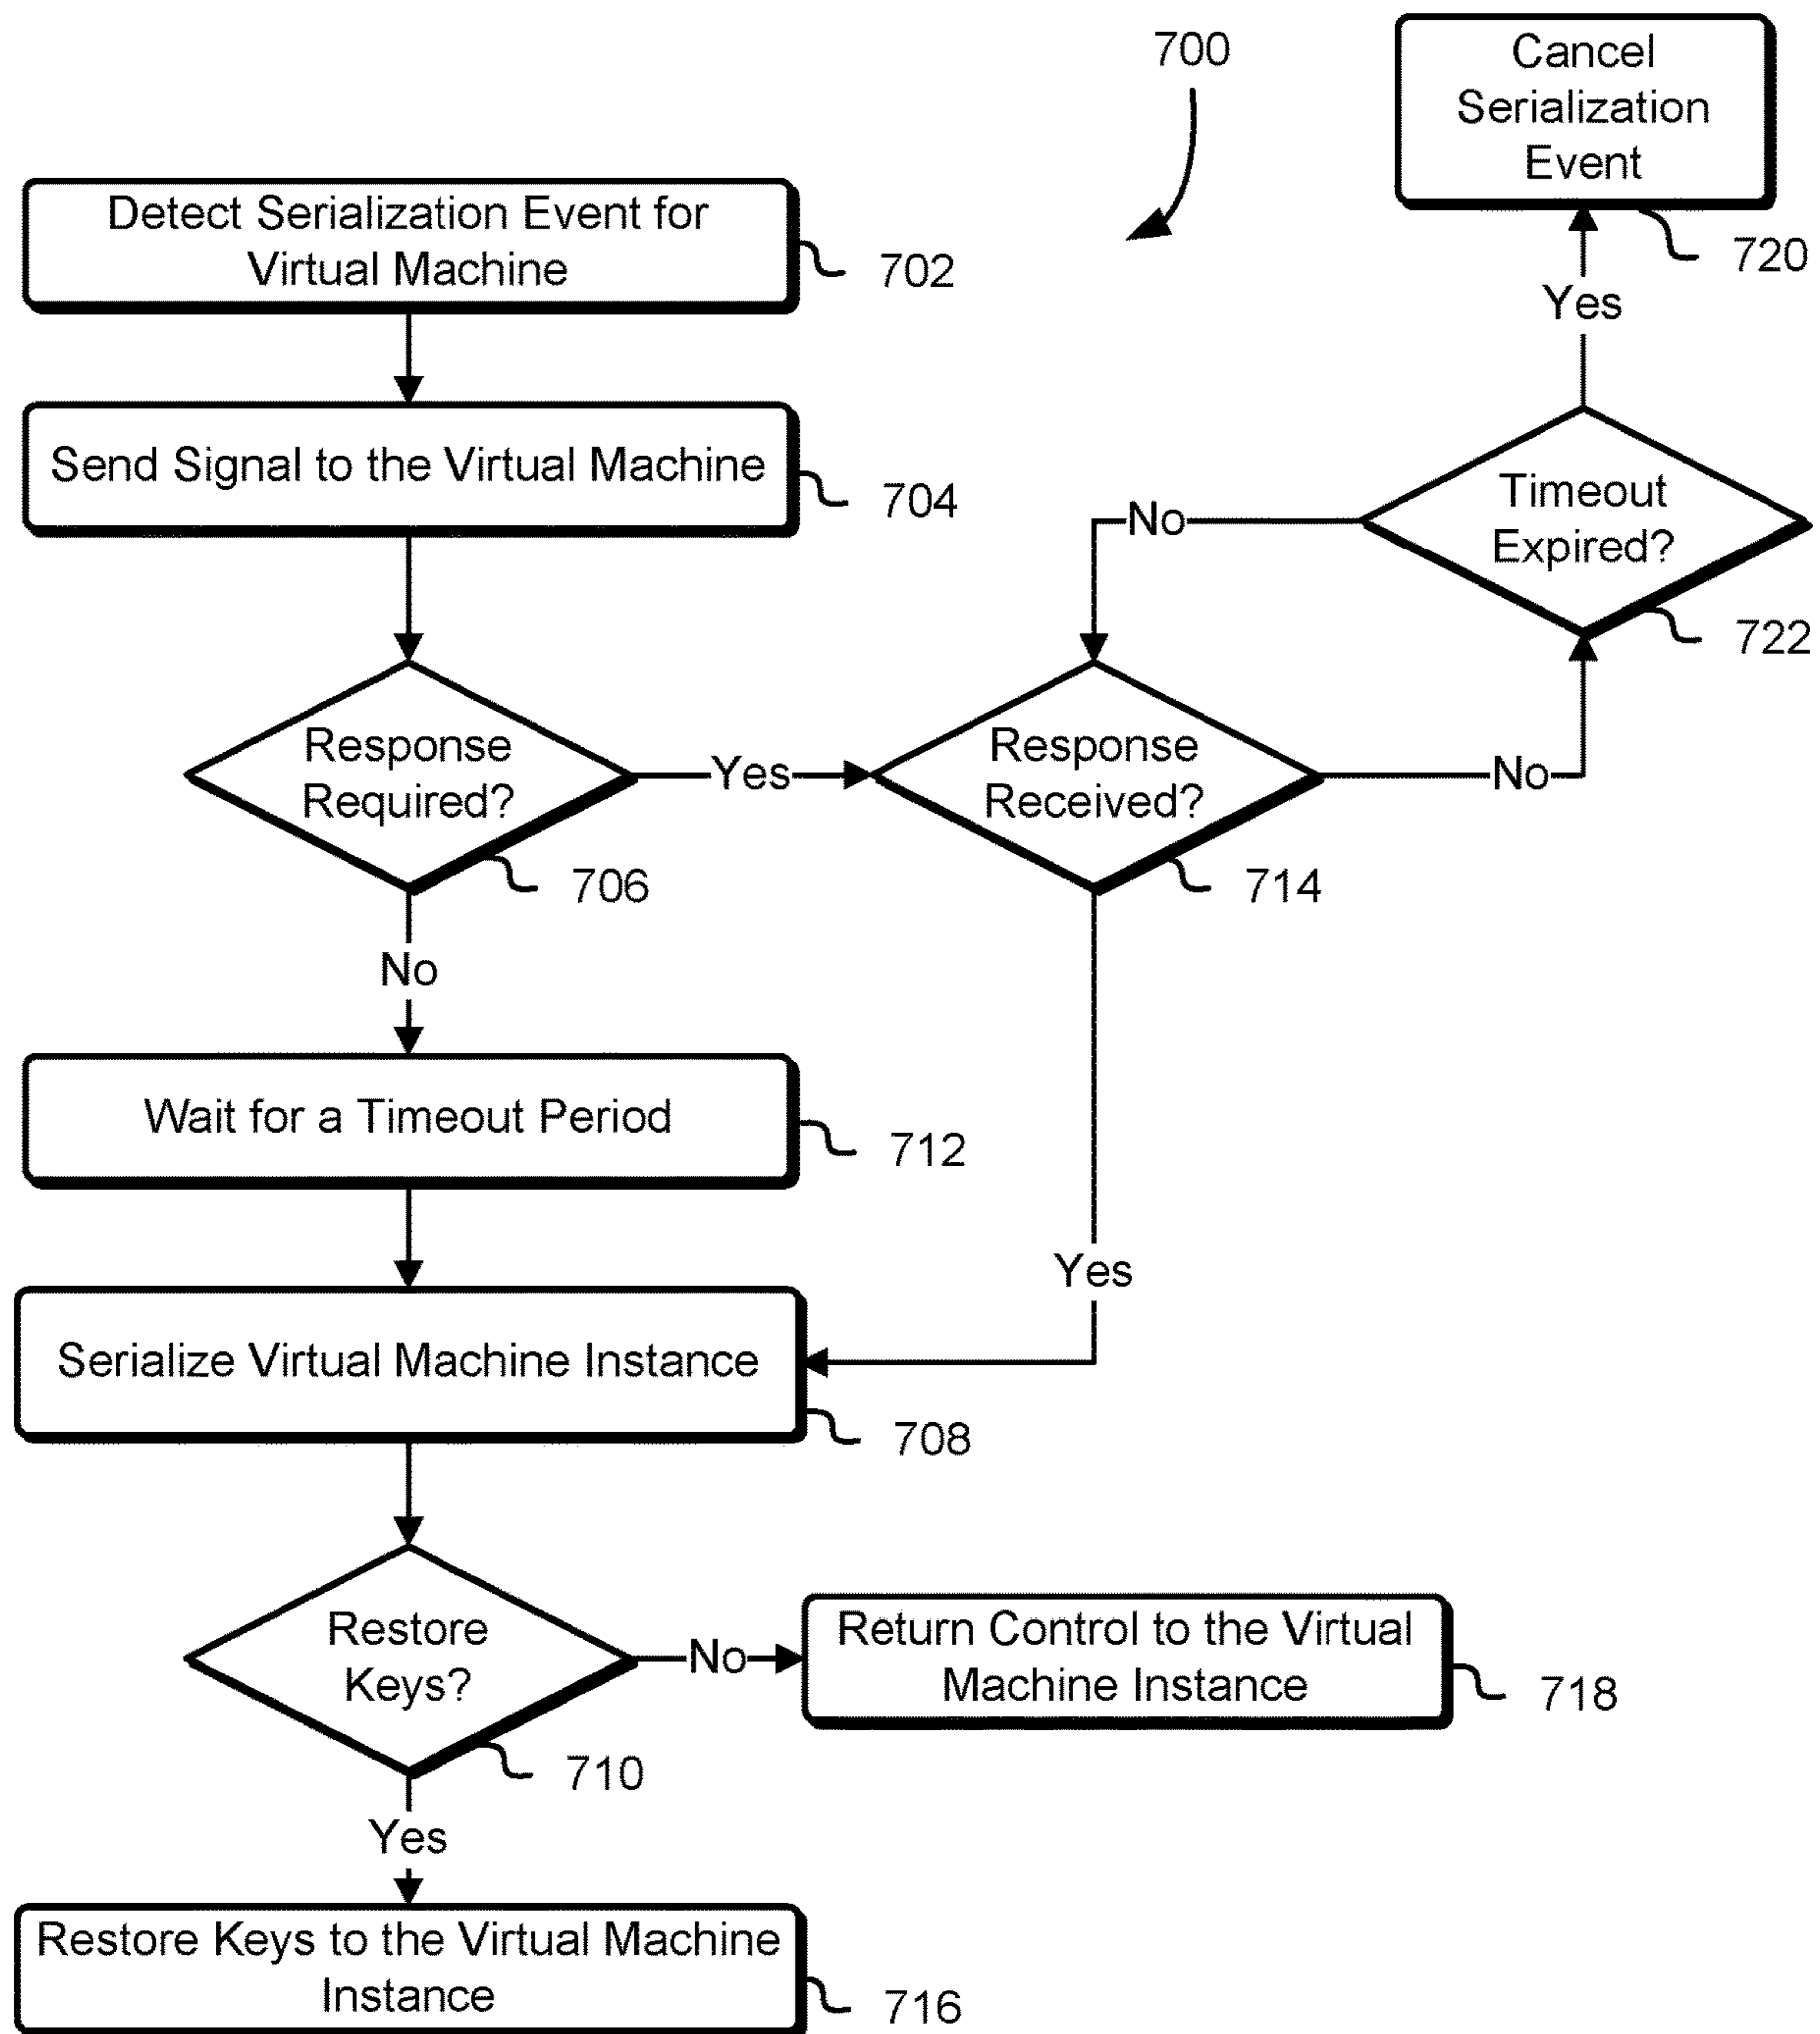 700
Cancel
Serialization
Event
720
Detect Serialization Event for
Virtual Machine
702
Yes
Send Signal to the Virtual Machine
704
Timeout
Expired?
722
No
Response
Required?
706
Yes
Response
Received?
714
No
No
Wait for a Timeout Period
712
Yes
Serialize Virtual Machine Instance
708
Restore
Keys?
710
No
Return Control to the Virtual
Machine Instance
718
Yes
Restore Keys to the Virtual Machine
Instance
716